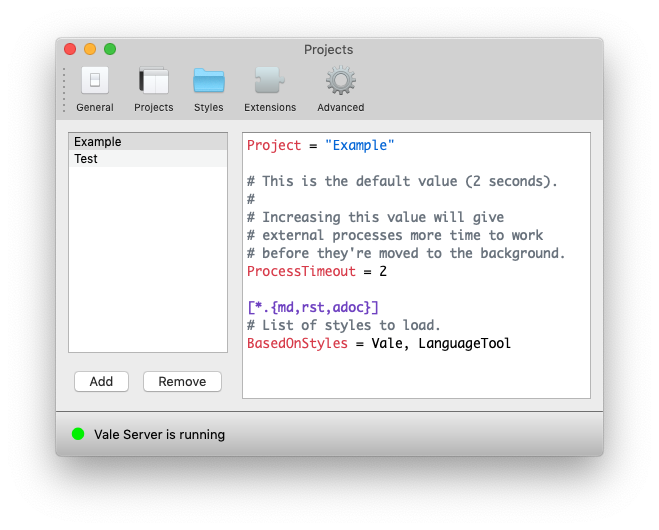 Projects
General Projects Styles Extensions Advanced
Example
Test
Project = "Example"
# This is the default value (2 seconds).
#
# Increasing this value will give
# external processes more time to work
# before they're moved to the background.
ProcessTimeout = 2
[*.{md,rst,adoc}]
# List of styles to load.
BasedOnStyles = Vale, LanguageTool
Add Remove
Vale Server is running